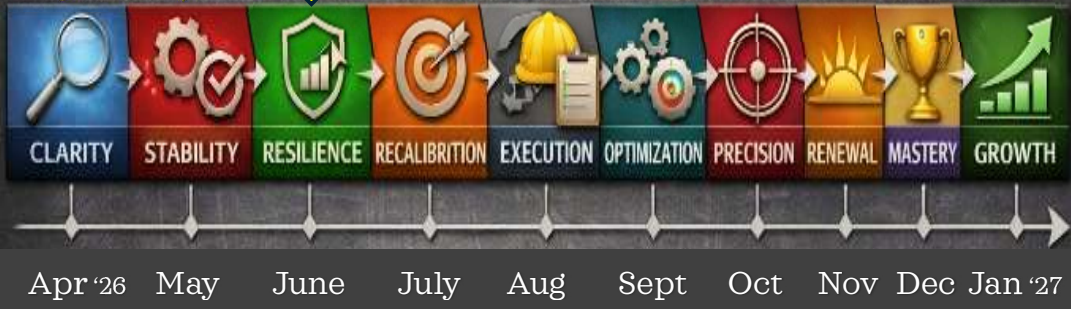 CLARITY STABILITY RESILIENCE RECALIBRITION EXECUTION OPTIMIZATION PRECISION RENEWAL MASTERY GROWTH
Apr ‘26 May June July Aug Sept Oct Nov Dec Jan ‘27